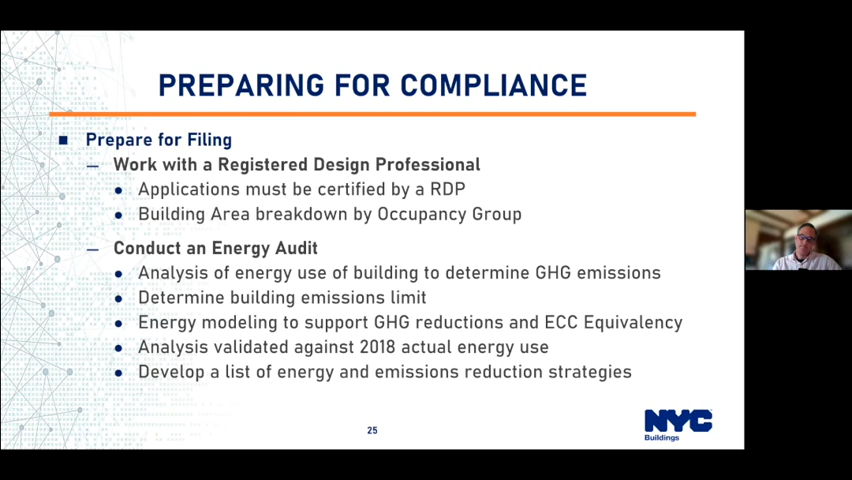 PREPARING FOR COMPLIANCE
Prepare for Filing
Work with a Registered Design Professional
Applications must be certified by a RDP
Building Area breakdown by Occupancy Group
Conduct an Energy Audit
Analysis of energy use of building to determine GHG emissions
Determine building emissions limit
Energy modeling to support GHG reductions and ECC Equivalency
Analysis validated against 2018 actual energy use
Develop a list of energy and emissions reduction strategies
25
NYC
Buildings